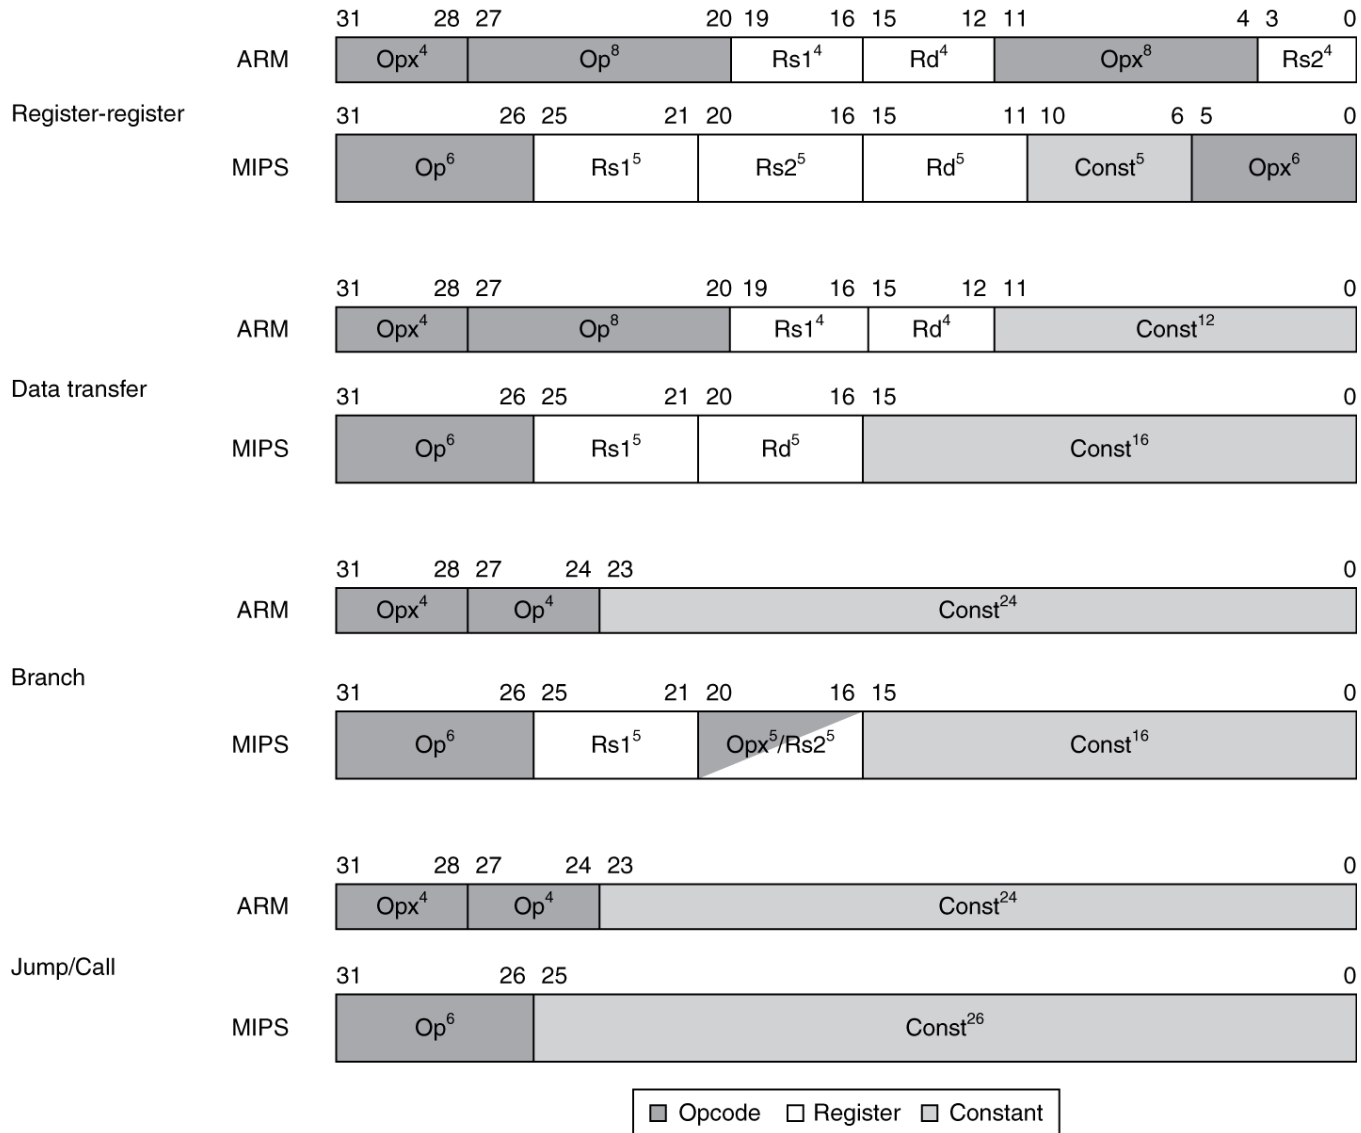 31 28 27 20 19 16 15 12 11 4 3 0
ARM Opx⁴ Op⁸ Rs1⁴ Rd⁴ Opx⁸ Rs2⁴
Register-register
31 26 25 21 20 16 15 11 10 6 5 0
MIPS Op⁶ Rs1⁵ Rs2⁵ Rd⁵ Const⁵ Opx⁶
31 28 27 20 19 16 15 12 11 0
ARM Opx⁴ Op⁸ Rs1⁴ Rd⁴ Const¹²
Data transfer
31 26 25 21 20 16 15 0
MIPS Op⁶ Rs1⁵ Rd⁵ Const¹⁶
31 28 27 24 23 0
ARM Opx⁴ Op⁴ Const²⁴
Branch
31 26 25 21 20 16 15 0
MIPS Op⁶ Rs1⁵ Opx⁵/Rs2⁵ Const¹⁶
31 28 27 24 23 0
ARM Opx⁴ Op⁴ Const²⁴
Jump/Call
31 26 25 0
MIPS Op⁶ Const²⁶
Opcode Register Constant